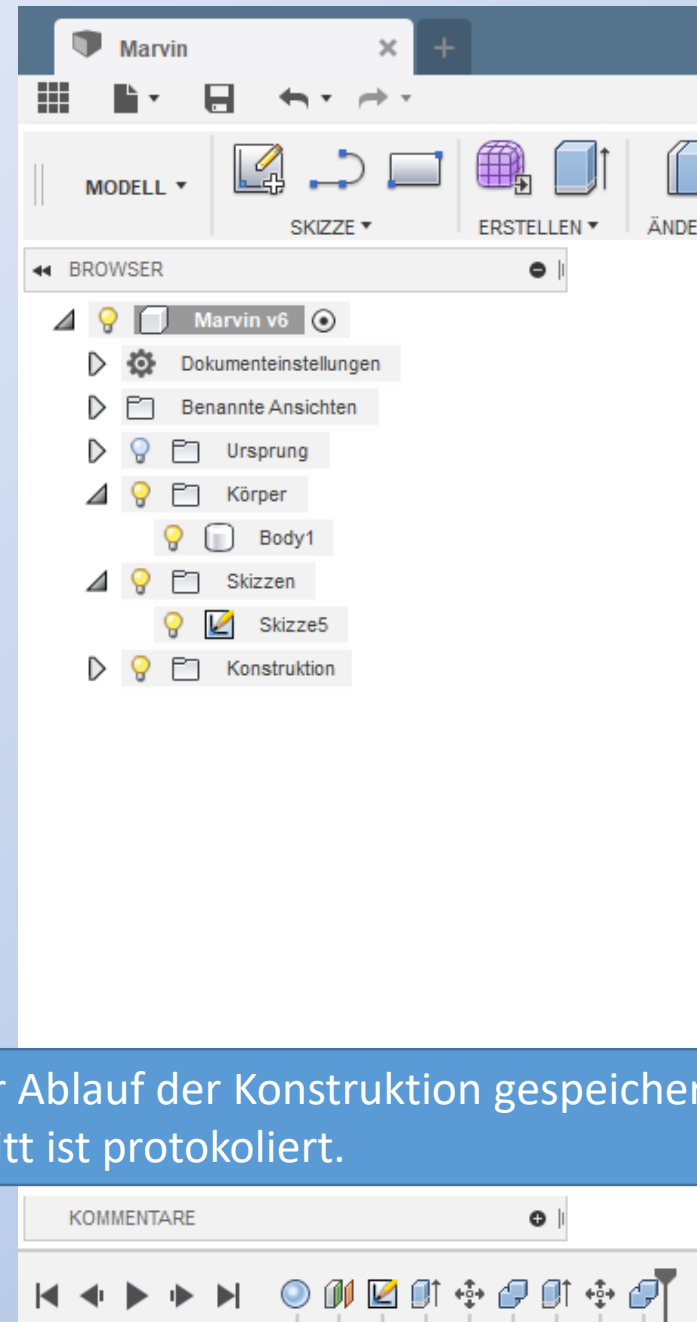 Marvin
MODELL
SKIZZE
ERSTELLEN
ÄNDE
BROWSER
Marvin v6
Dokumenteinstellungen
Benannte Ansichten
Ursprung
Körper
Body1
Skizzen
Skizze5
Konstruktion
r Ablauf der Konstruktion gespeicher
tt ist protokoliert.
KOMMENTARE